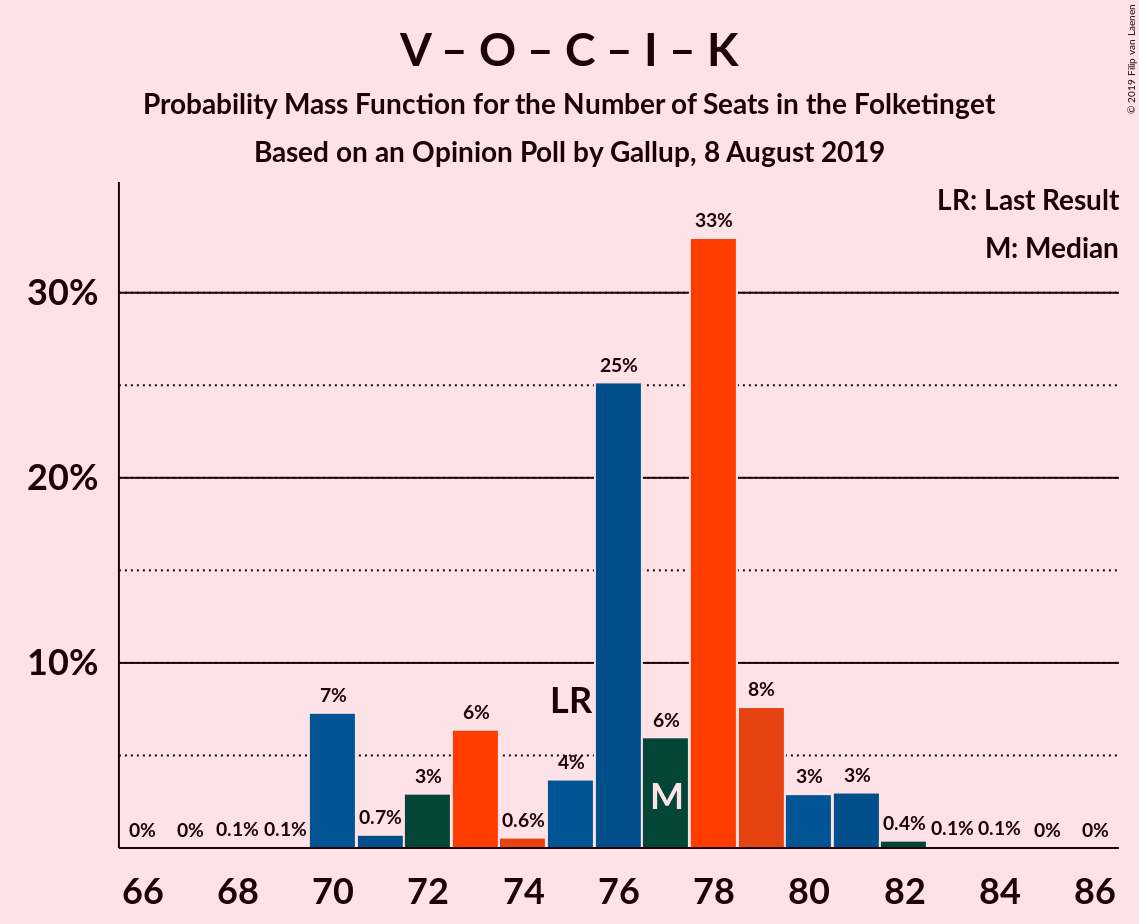 V – O – C – I – K
Probability Mass Function for the Number of Seats in the Folketinget
Based on an Opinion Poll by Gallup, 8 August 2019
© 2019 Filip van Laenen
LR: Last Result
M: Median
30%
20%
10%
0%
0%
0.1%
0.1%
7%
0.7%
3%
6%
0.6%
4%
LR
25%
6%
M
33%
8%
3%
3%
0.4%
0.1%
0.1%
0%
0%
66 68 70 72 74 76 78 80 82 84 86